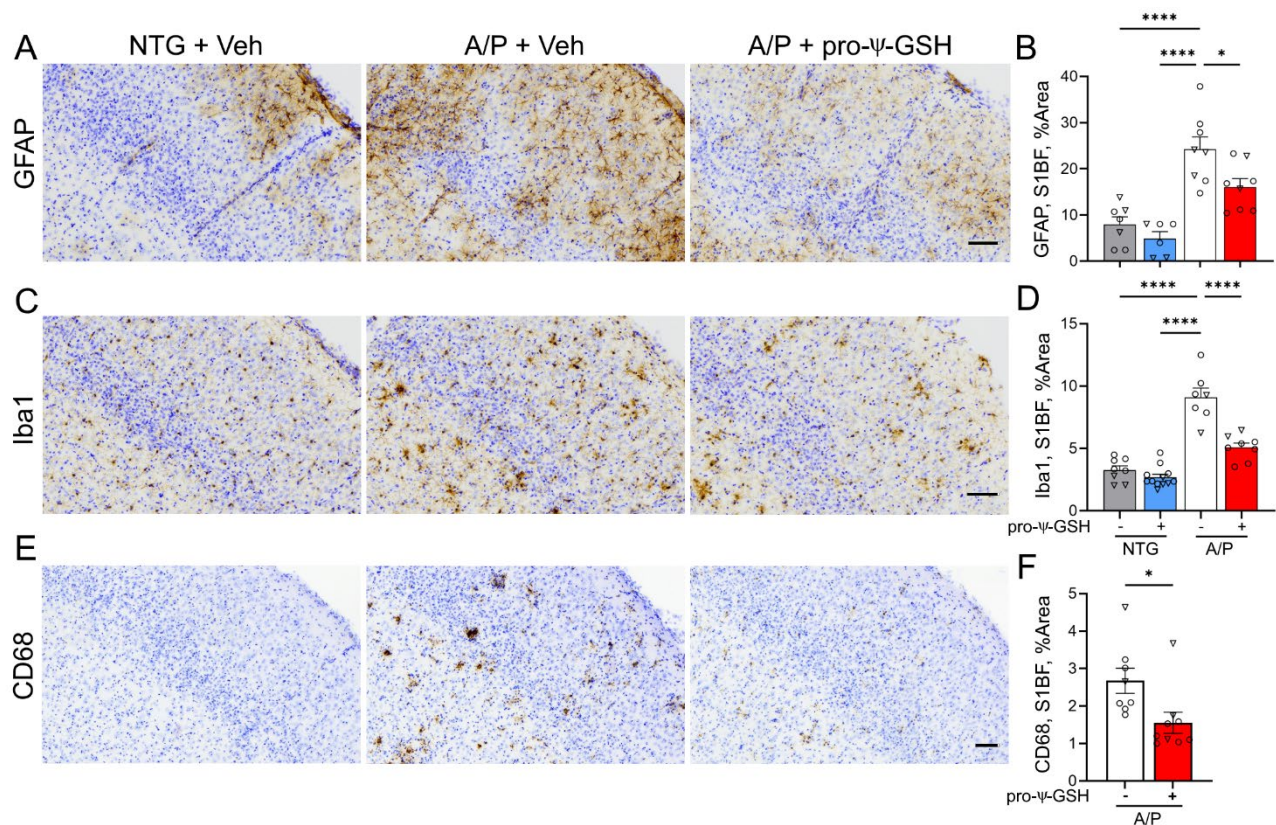 NTG + Veh
A/P + Veh
A/P + pro-ψ-GSH
A
GFAP
B
****
**** *
GFAP, S1BF, %Area
40
30
20
10
0
C
Iba1
D
**** ****
****
Iba1, S1BF, %Area
15
10
5
0
pro-ψ-GSH - + - +
NTG A/P
E
CD68
F
*
CD68, S1BF, %Area
5
4
3
2
1
0
pro-ψ-GSH - +
A/P